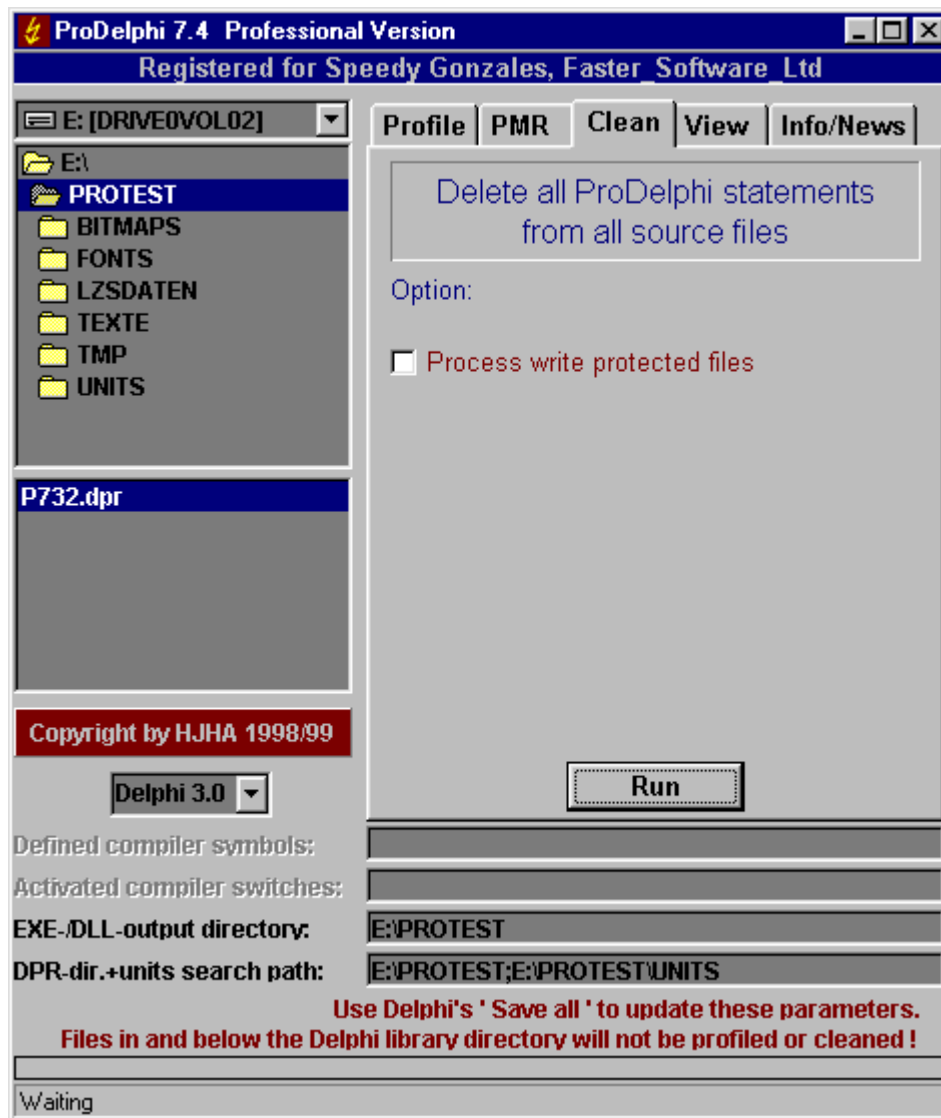 ProDelphi 7.4 Professional Version
Registered for Speedy Gonzales, Faster_Software_Ltd
E: [DRIVE0VOL02]
E:\
PROTEST
BITMAPS
FONTS
LZSDATEN
TEXTE
TMP
UNITS
P732.dpr
Copyright by HJHA 1998/99
Delphi 3.0
Profile
PMR
Clean
View
Info/News
Delete all ProDelphi statements
from all source files
Option:
Process write protected files
Run
Defined compiler symbols:
Activated compiler switches:
EXE-/DLL-output directory:
E:\PROTEST
DPR-dir.+units search path:
E:\PROTEST;E:\PROTEST\UNITS
Use Delphi's ' Save all ' to update these parameters.
Files in and below the Delphi library directory will not be profiled or cleaned !
Waiting